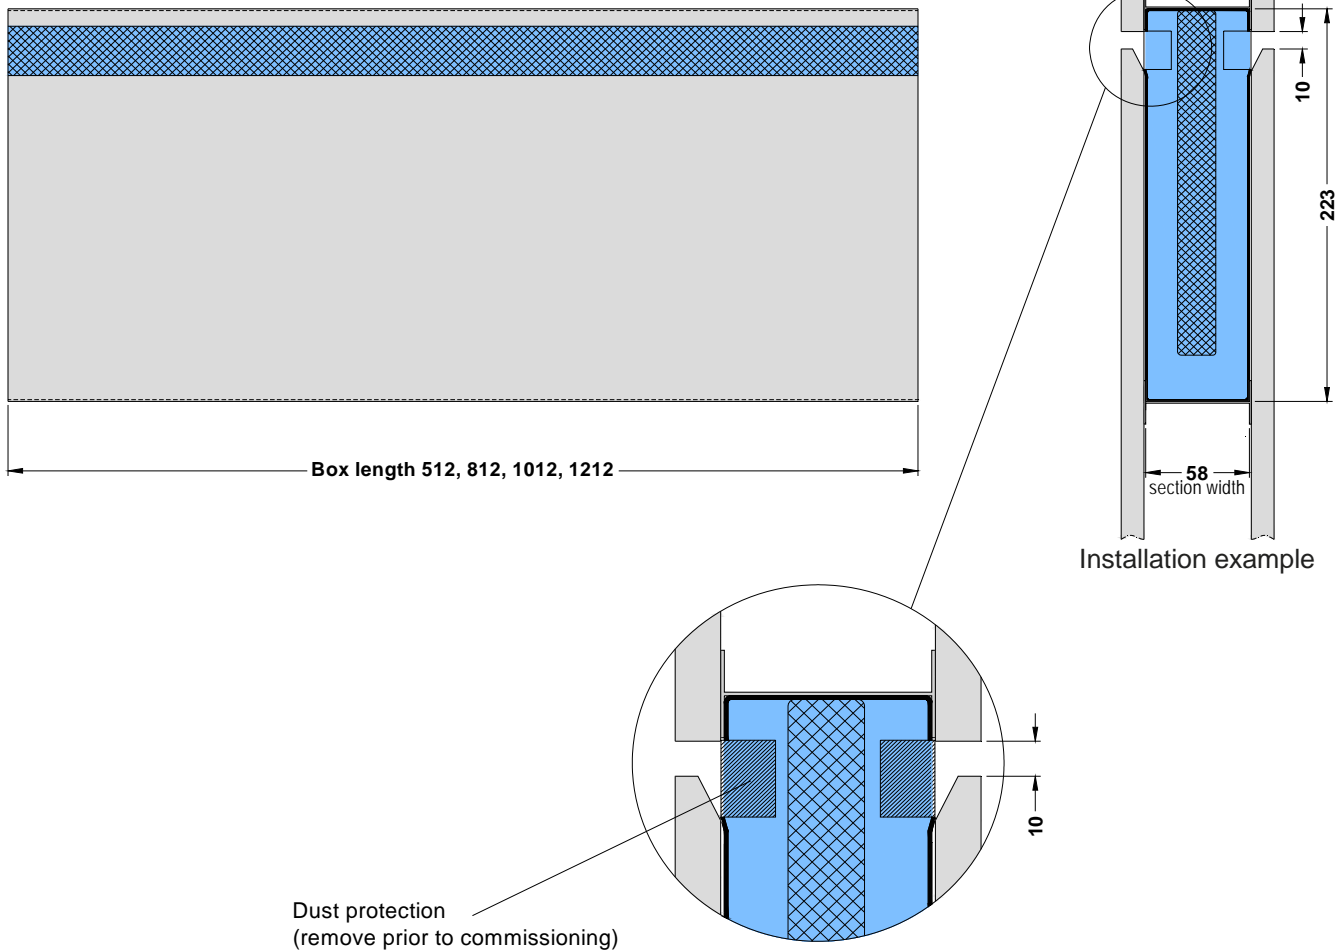 10
223
Box length 512, 812, 1012, 1212
58
section width
Installation example
10
Dust protection
(remove prior to commissioning)